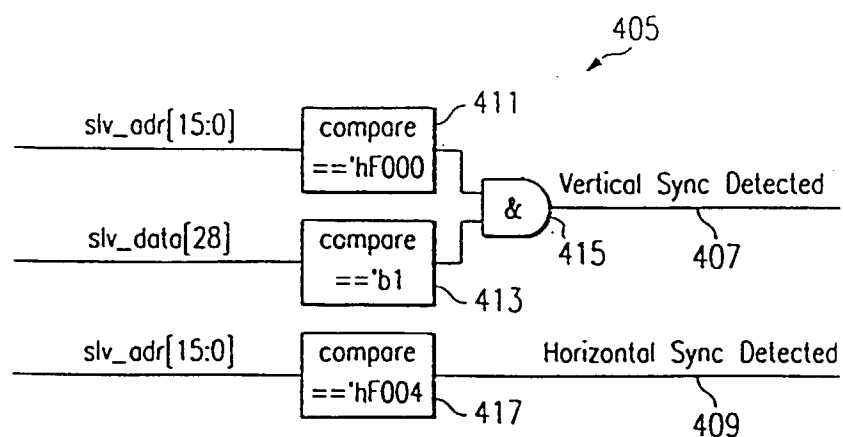 405
slv_adr[15:0]
compare
=='hF000
411
&
415
Vertical Sync Detected
407
slv_data[28]
compare
=='b1
413
slv_adr[15:0]
compare
=='hF004
417
Horizontal Sync Detected
409